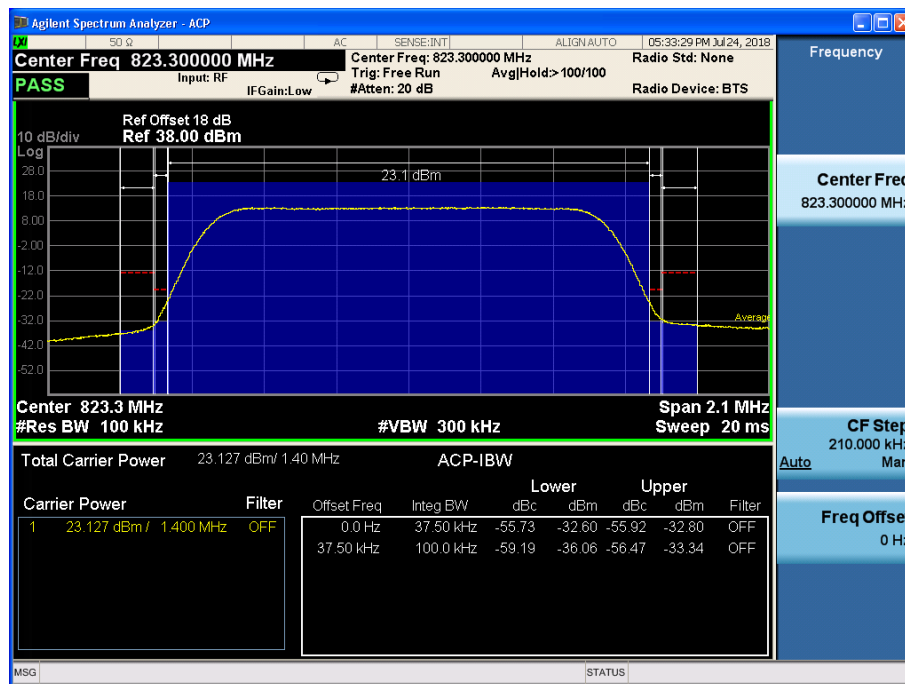 Agilent Spectrum Analyzer - ACP
LXI 50 Ω AC SENSE:INT ALIGN AUTO 05:33:29 PM Jul 24, 2018
Center Freq 823.300000 MHz
Center Freq: 823.300000 MHz Radio Std: None
Input: RF Trig: Free Run Avg|Hold:>100/100
PASS IFGain:Low #Atten: 20 dB Radio Device: BTS
Frequency
Ref Offset 18 dB
10 dB/div Ref 38.00 dBm
Log
28.0
23.1 dBm
18.0
8.00
-2.00
-12.0
-22.0
-32.0
Average
-42.0
-52.0
Center 823.3 MHz Span 2.1 MHz
#Res BW 100 kHz #VBW 300 kHz Sweep 20 ms
Center Freq
823.300000 MHz
CF Step
210.000 kHz
Auto Man
Freq Offse
0 Hz
Total Carrier Power 23.127 dBm/ 1.40 MHz ACP-IBW
Lower Upper
Carrier Power Filter Offset Freq Integ BW dBc dBm dBc dBm Filter
1 23.127 dBm / 1.400 MHz OFF 0.0 Hz 37.50 kHz -55.73 -32.60 -55.92 -32.80 OFF
37.50 kHz 100.0 kHz -59.19 -36.06 -56.47 -33.34 OFF
MSG STATUS